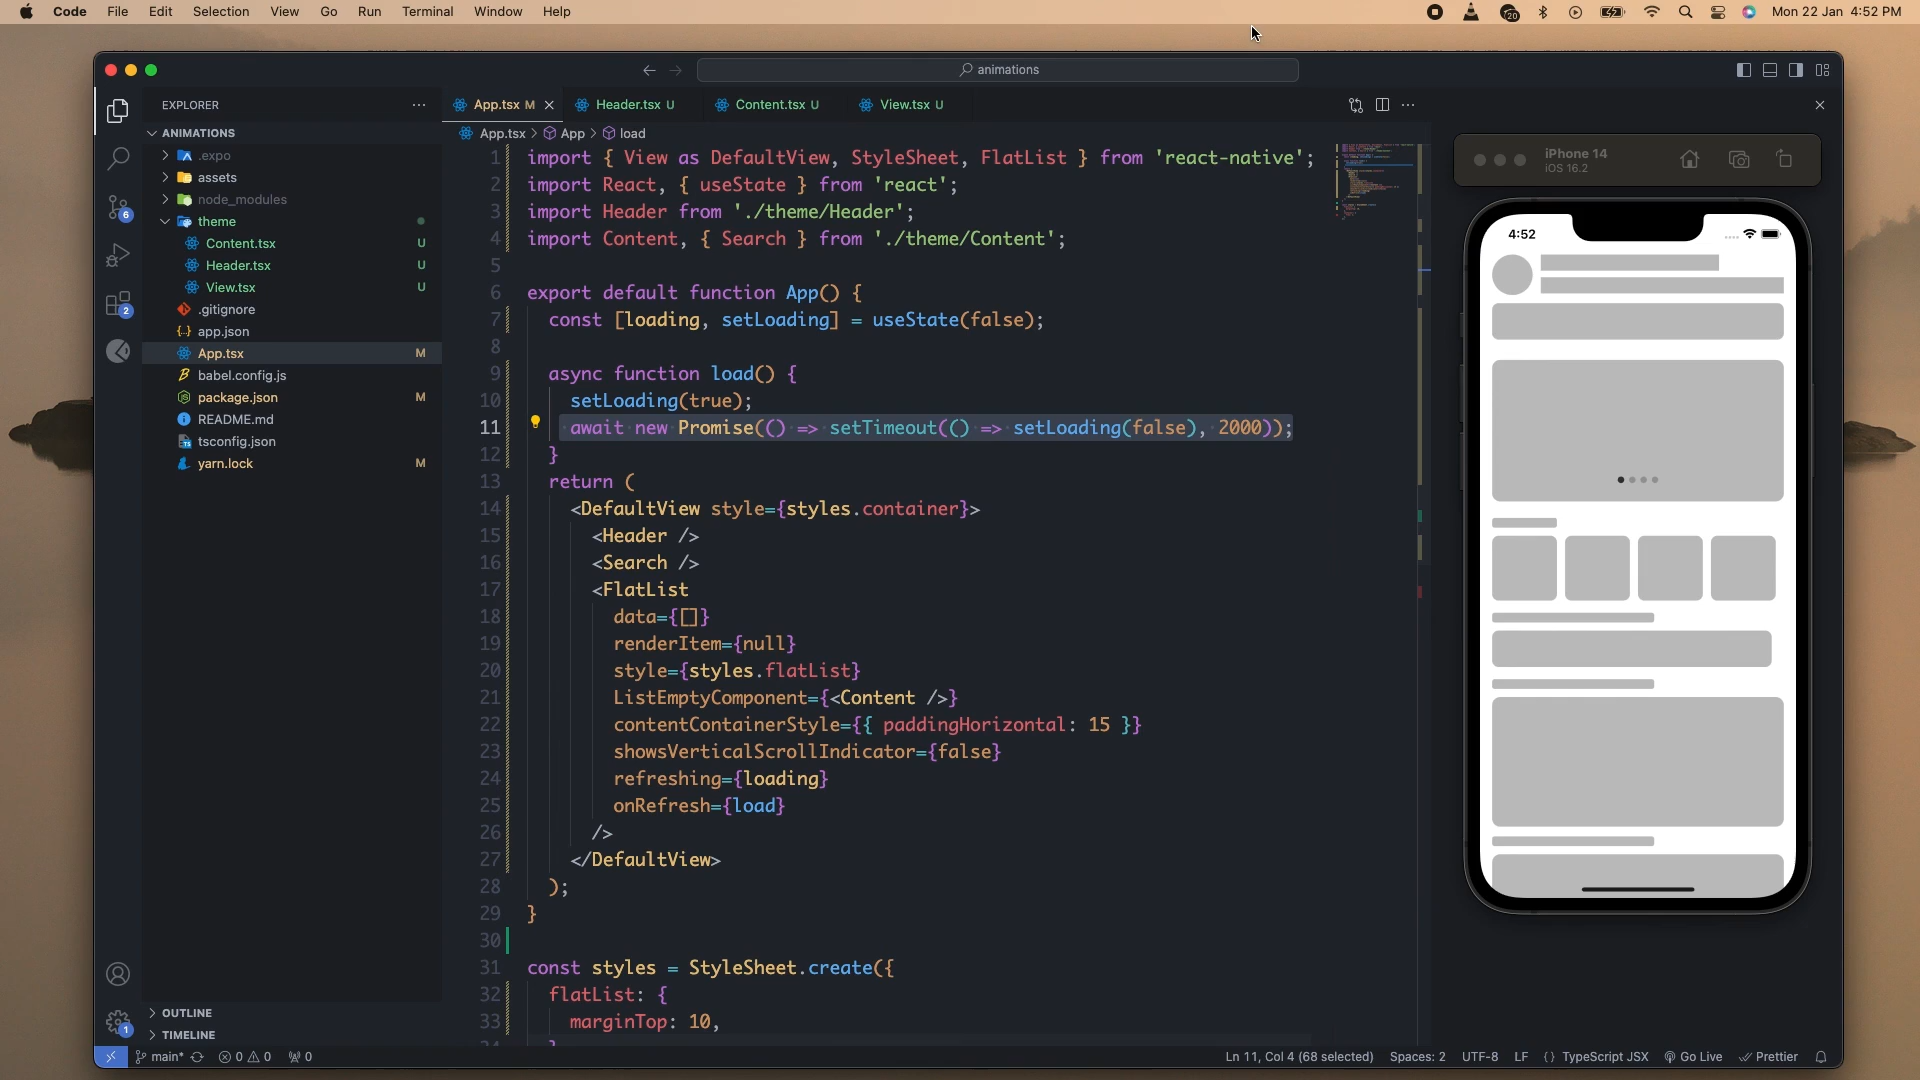 Code File Edit Selection View Go Run Terminal Window Help
20
Mon 22 Jan 4:52 PM
animations
EXPLORER
App.tsx M
Header.tsx U
Content.tsx U
View.tsx U
ANIMATIONS
App.tsx > App > load
.expo
assets
node_modules
theme
Content.tsx U
Header.tsx U
View.tsx U
.gitignore
app.json
App.tsx M
babel.config.js
package.json M
README.md
tsconfig.json
yarn.lock M
6
2
1
OUTLINE
TIMELINE
1 import { View as DefaultView, StyleSheet, FlatList } from 'react-native';
2 import React, { useState } from 'react';
3 import Header from './theme/Header';
4 import Content, { Search } from './theme/Content';
5
6 export default function App() {
7 const [loading, setLoading] = useState(false);
8
9 async function load() {
10 setLoading(true);
11 await new Promise(() => setTimeout(() => setLoading(false), 2000));
12 }
13 return (
14 <DefaultView style={styles.container}>
15 <Header />
16 <Search />
17 <FlatList
18 data={[]}
19 renderItem={null}
20 style={styles.flatList}
21 ListEmptyComponent={<Content />}
22 contentContainerStyle={{ paddingHorizontal: 15 }}
23 showsVerticalScrollIndicator={false}
24 refreshing={loading}
25 onRefresh={load}
26 />
27 </DefaultView>
28 );
29 }
30
31 const styles = StyleSheet.create({
32 flatList: {
33 marginTop: 10,
iPhone 14
iOS 16.2
4:52
main* 0 0 0
Ln 11, Col 4 (68 selected) Spaces: 2 UTF-8 LF {} TypeScript JSX Go Live Prettier